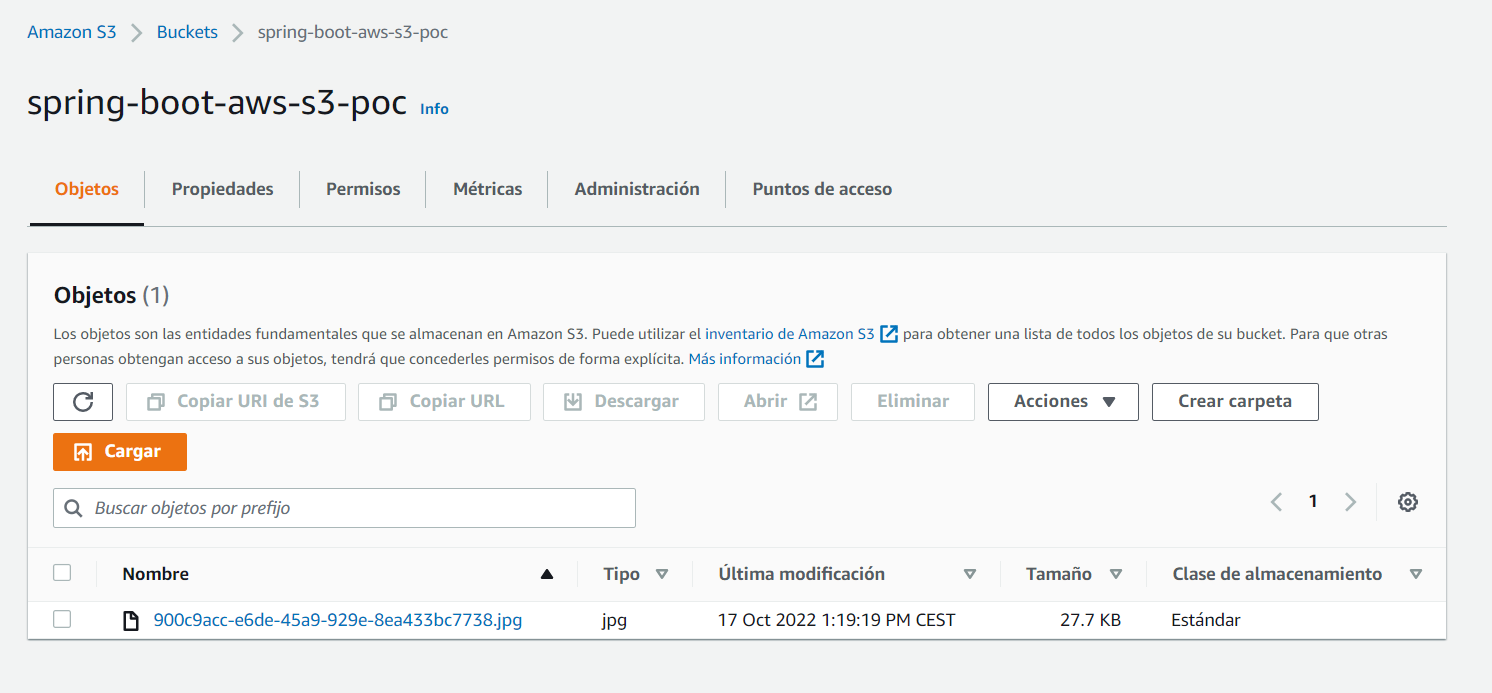 Amazon S3 > Buckets > spring-boot-aws-s3-poc
spring-boot-aws-s3-poc Info
Objetos Propiedades Permisos Métricas Administración Puntos de acceso
Objetos (1)
Los objetos son las entidades fundamentales que se almacenan en Amazon S3. Puede utilizar el inventario de Amazon S3 para obtener una lista de todos los objetos de su bucket. Para que otras
personas obtengan acceso a sus objetos, tendrá que concederles permisos de forma explícita. Más información
Copiar URI de S3 Copiar URL Descargar Abrir Eliminar Acciones Crear carpeta
Cargar
Buscar objetos por prefijo 1
Nombre Tipo Última modificación Tamaño Clase de almacenamiento
900c9acc-e6de-45a9-929e-8ea433bc7738.jpg jpg 17 Oct 2022 1:19:19 PM CEST 27.7 KB Estándar